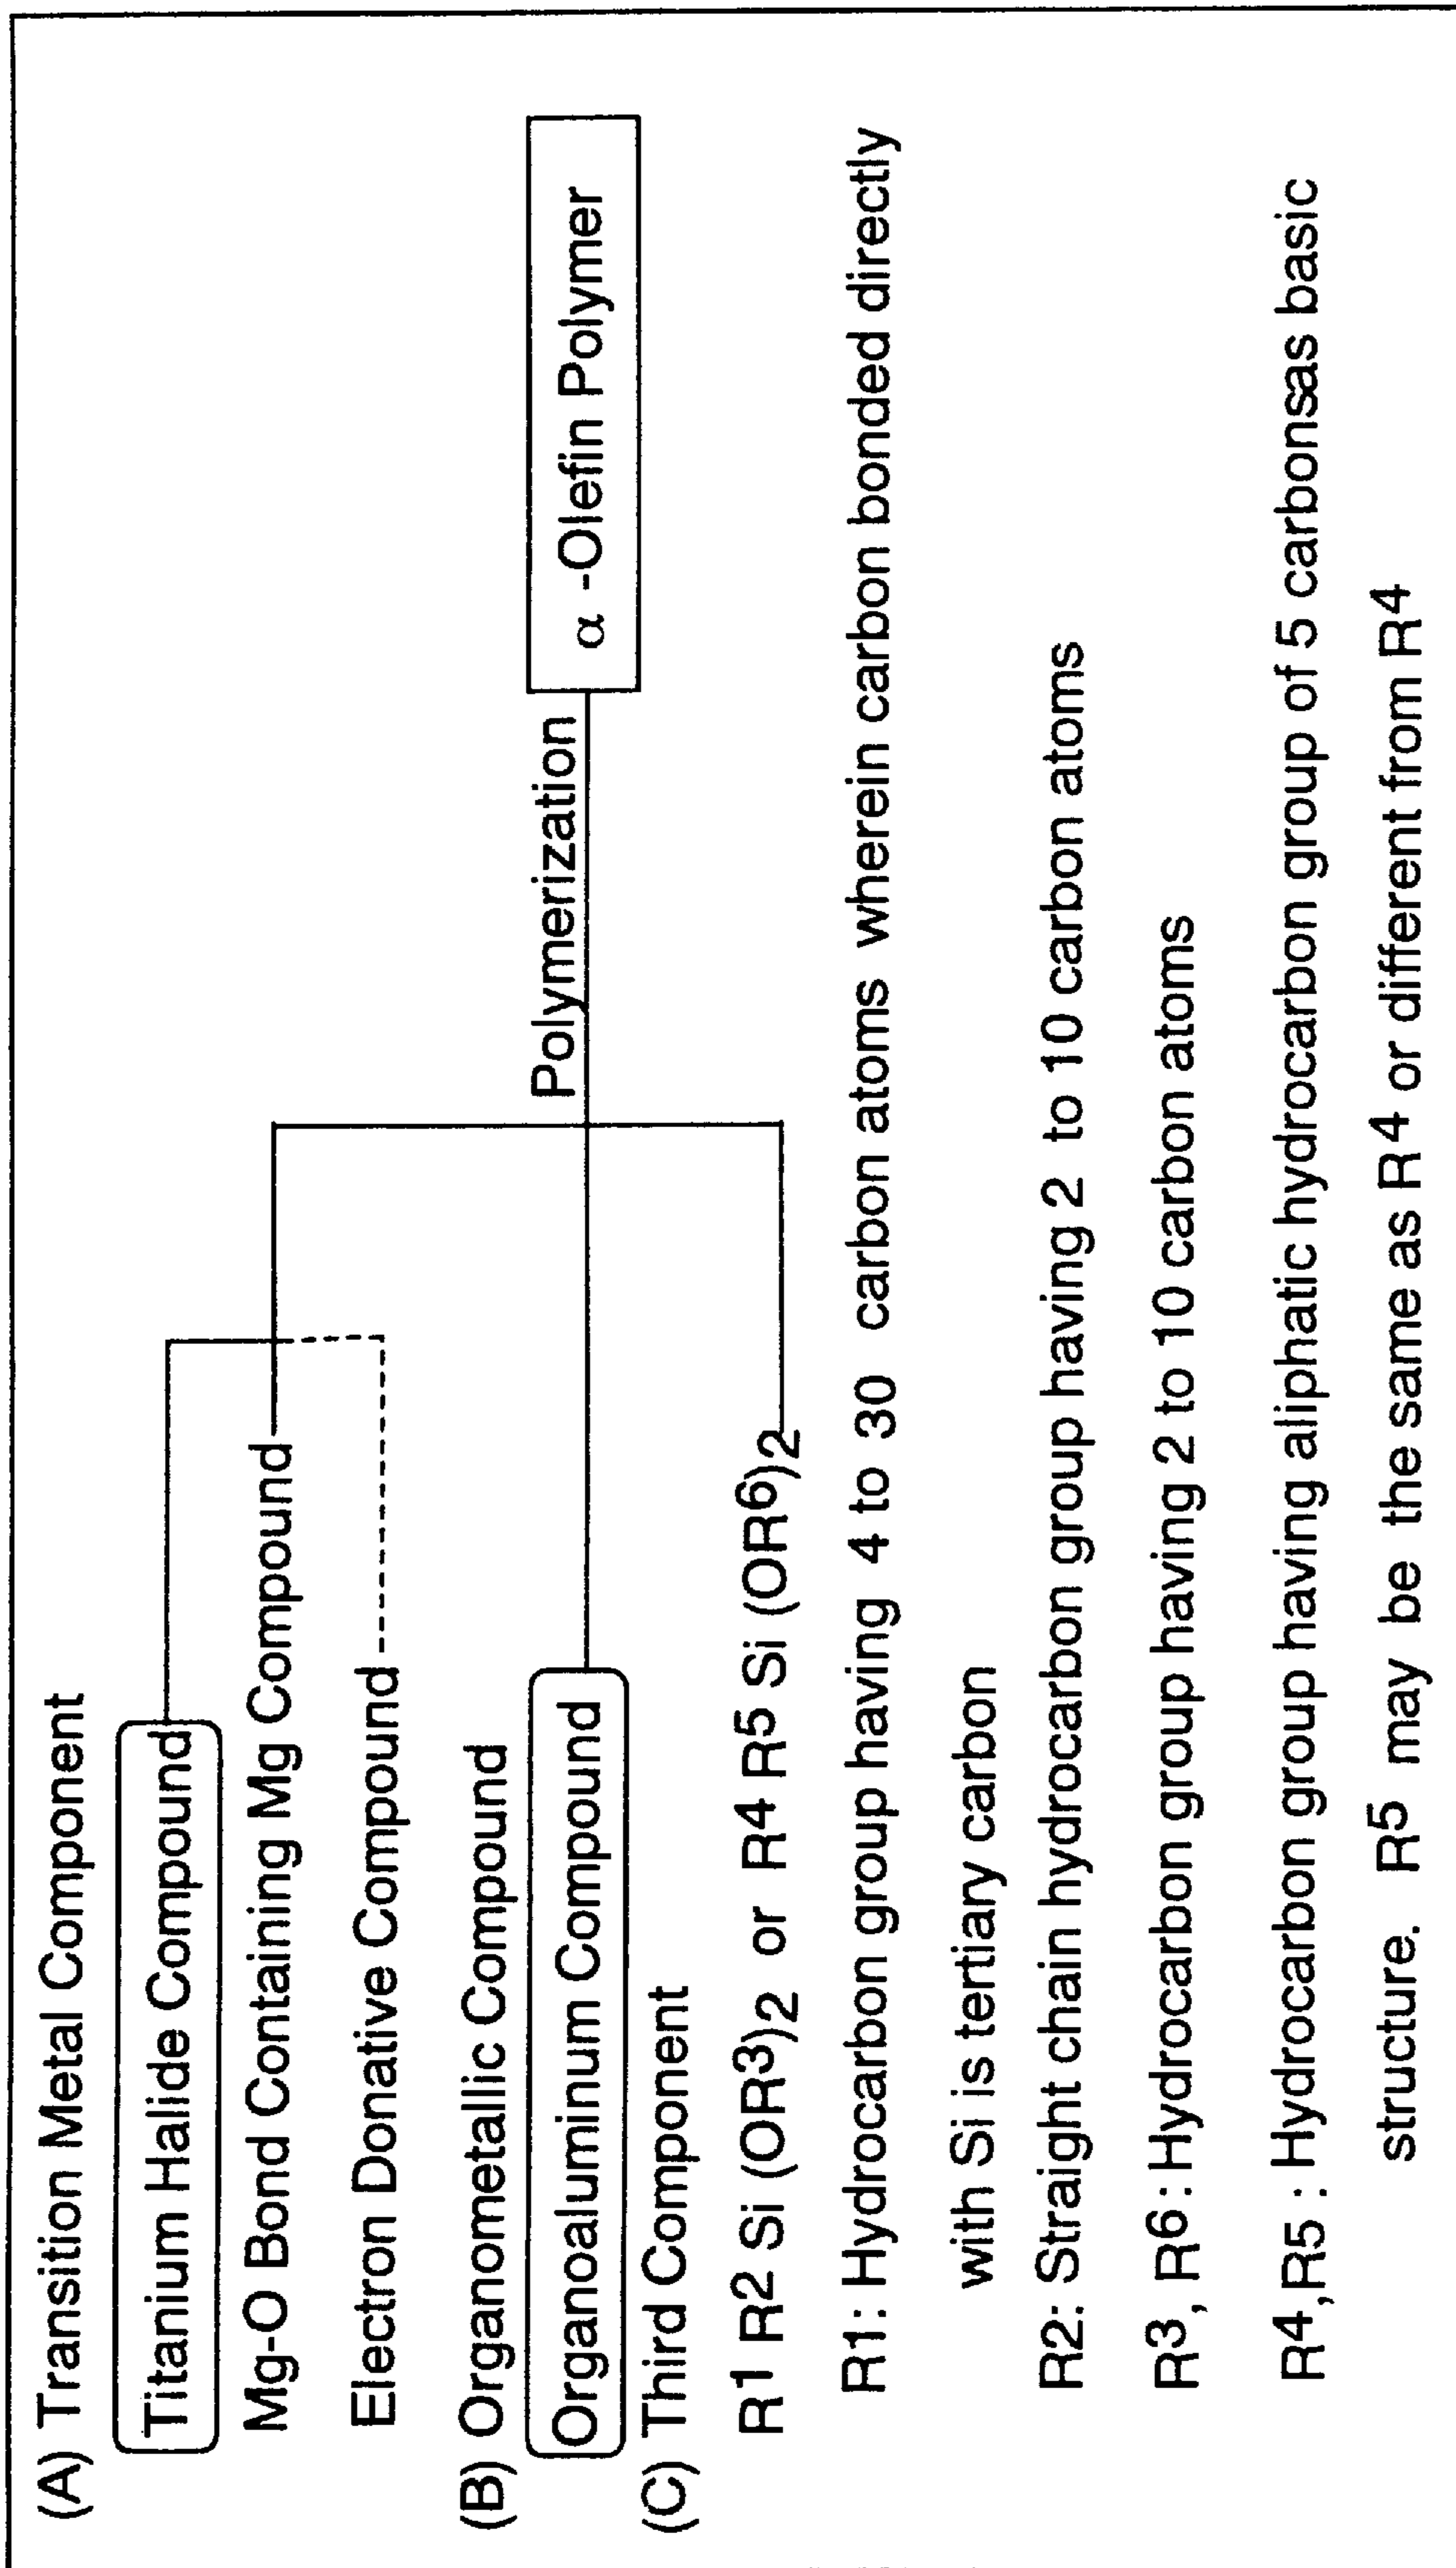 (A) Transition Metal Component
Titanium Halide Compound
Mg-O Bond Containing Mg Compound
Electron Donative Compound
(B) Organometallic Compound
Organoaluminum Compound
Polymerization
α -Olefin Polymer
(C) Third Component
R1 R2 Si (OR3)2 or R4 R5 Si (OR6)2
R1: Hydrocarbon group having 4 to 30 carbon atoms wherein carbon bonded directly
with Si is tertiary carbon
R2: Straight chain hydrocarbon group having 2 to 10 carbon atoms
R3, R6 : Hydrocarbon group having 2 to 10 carbon atoms
R4,R5 : Hydrocarbon group having aliphatic hydrocarbon group of 5 carbonsas basic
structure. R5 may be the same as R4 or different from R4